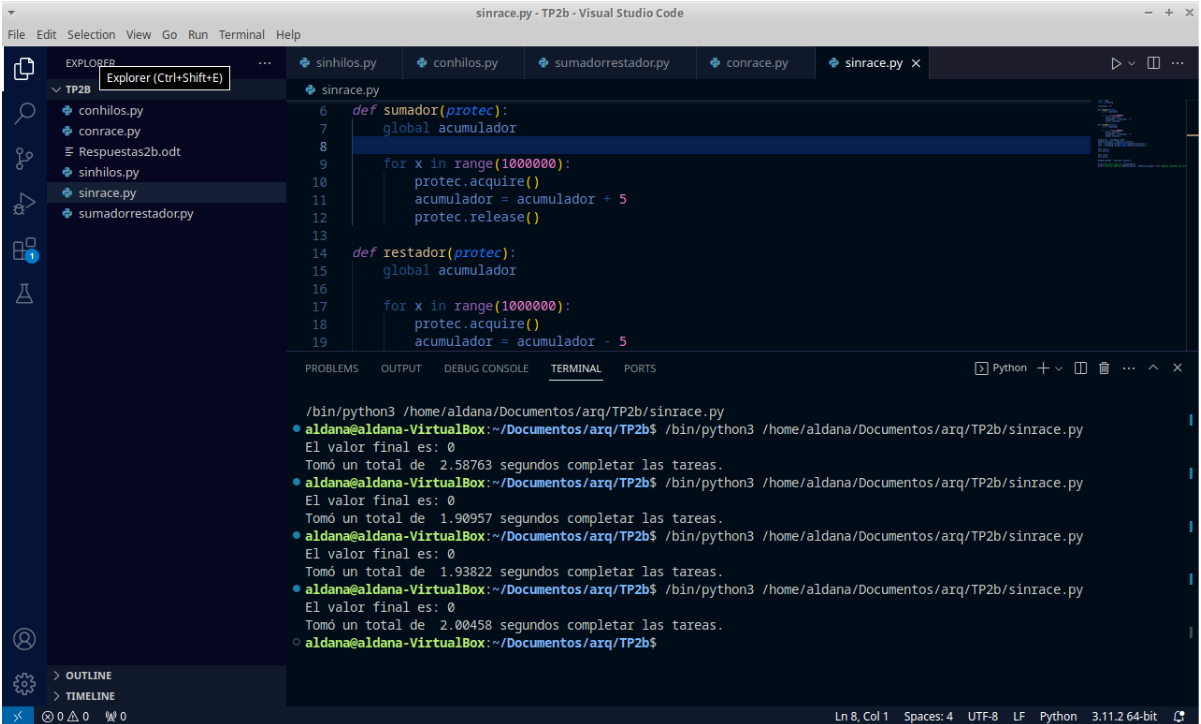 sinrace.py - TP2b - Visual Studio Code
File Edit Selection View Go Run Terminal Help
EXPLORER
Explorer (Ctrl+Shift+E)
TP2B
conhilos.py
conrace.py
Respuestas2b.odt
sinhilos.py
sinrace.py
sumadorrestador.py
OUTLINE
TIMELINE
1
sinhilos.py conhilos.py sumadorrestador.py conrace.py sinrace.py
sinrace.py
6 def sumador(protec):
7 global acumulador
8
9 for x in range(1000000):
10 protec.acquire()
11 acumulador = acumulador + 5
12 protec.release()
13
14 def restador(protec):
15 global acumulador
16
17 for x in range(1000000):
18 protec.acquire()
19 acumulador = acumulador - 5
PROBLEMS OUTPUT DEBUG CONSOLE TERMINAL PORTS Python
/bin/python3 /home/aldana/Documentos/arq/TP2b/sinrace.py
aldana@aldana-VirtualBox:~/Documentos/arq/TP2b$ /bin/python3 /home/aldana/Documentos/arq/TP2b/sinrace.py
El valor final es: 0
Tomó un total de  2.58763 segundos completar las tareas.
aldana@aldana-VirtualBox:~/Documentos/arq/TP2b$ /bin/python3 /home/aldana/Documentos/arq/TP2b/sinrace.py
El valor final es: 0
Tomó un total de  1.90957 segundos completar las tareas.
aldana@aldana-VirtualBox:~/Documentos/arq/TP2b$ /bin/python3 /home/aldana/Documentos/arq/TP2b/sinrace.py
El valor final es: 0
Tomó un total de  1.93822 segundos completar las tareas.
aldana@aldana-VirtualBox:~/Documentos/arq/TP2b$ /bin/python3 /home/aldana/Documentos/arq/TP2b/sinrace.py
El valor final es: 0
Tomó un total de  2.00458 segundos completar las tareas.
aldana@aldana-VirtualBox:~/Documentos/arq/TP2b$
0 0 0 Ln 8, Col 1 Spaces: 4 UTF-8 LF Python 3.11.2 64-bit